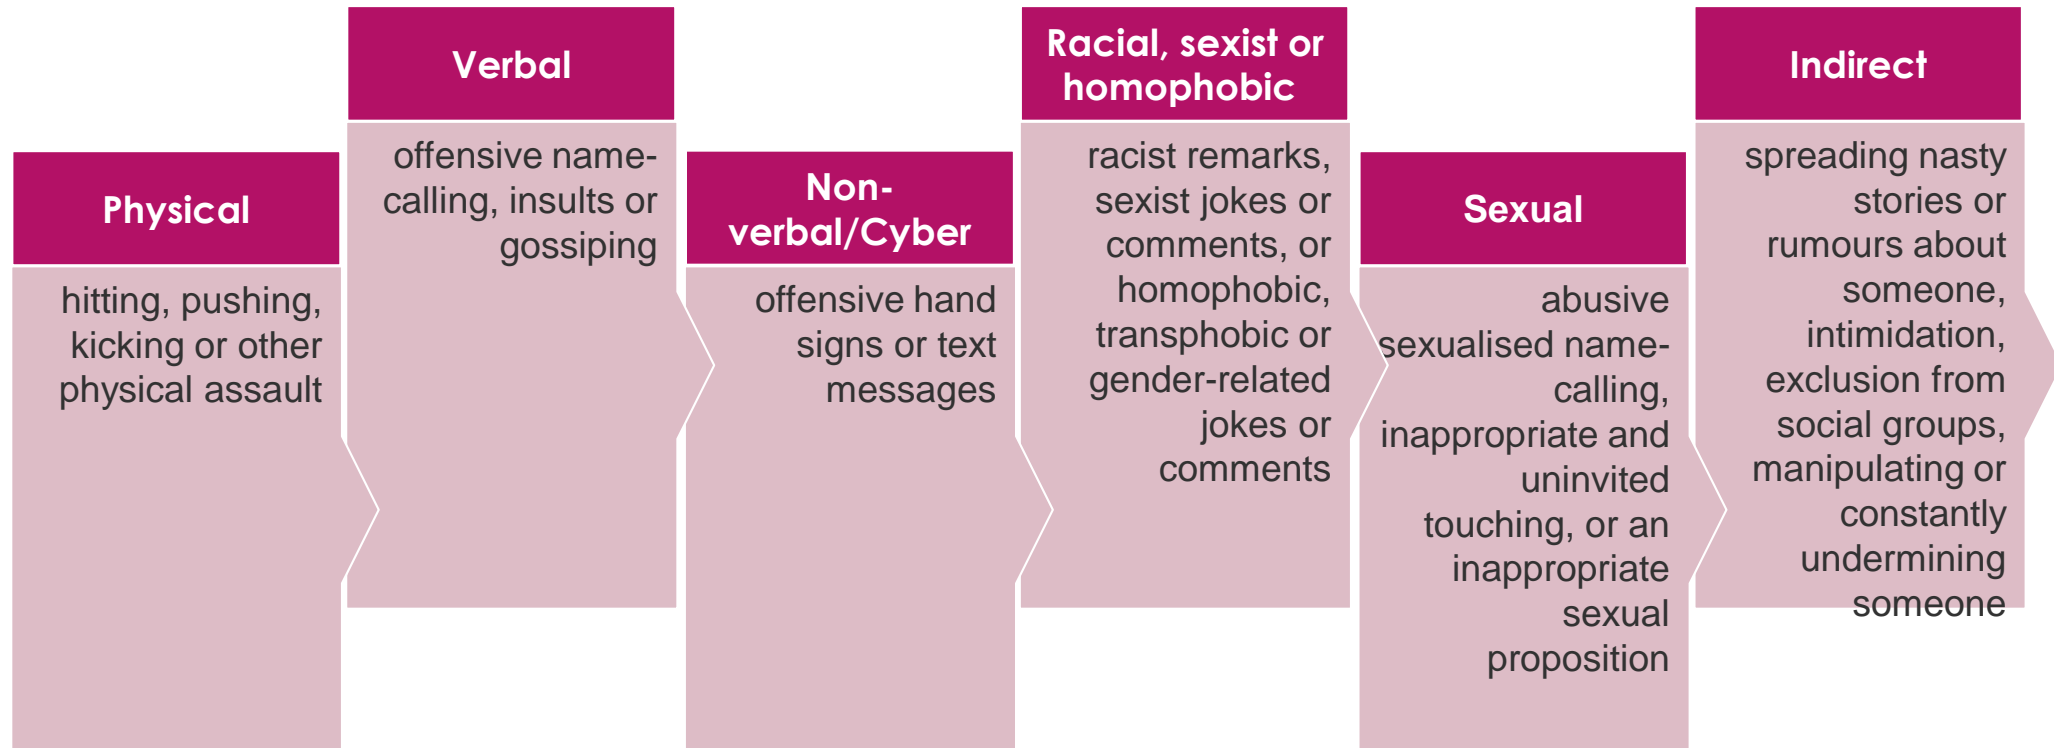 Physical
hitting, pushing,
kicking or other
physical assault
Verbal
offensive name-
calling, insults or
gossiping
Non-
verbal/Cyber
offensive hand
signs or text
messages
Racial, sexist or
homophobic
racist remarks,
sexist jokes or
comments, or
homophobic,
transphobic or
gender-related
jokes or
comments
Sexual
abusive
sexualised name-
calling,
inappropriate and
uninvited
touching, or an
inappropriate
sexual
proposition
Indirect
spreading nasty
stories or
rumours about
someone,
intimidation,
exclusion from
social groups,
manipulating or
constantly
undermining
someone